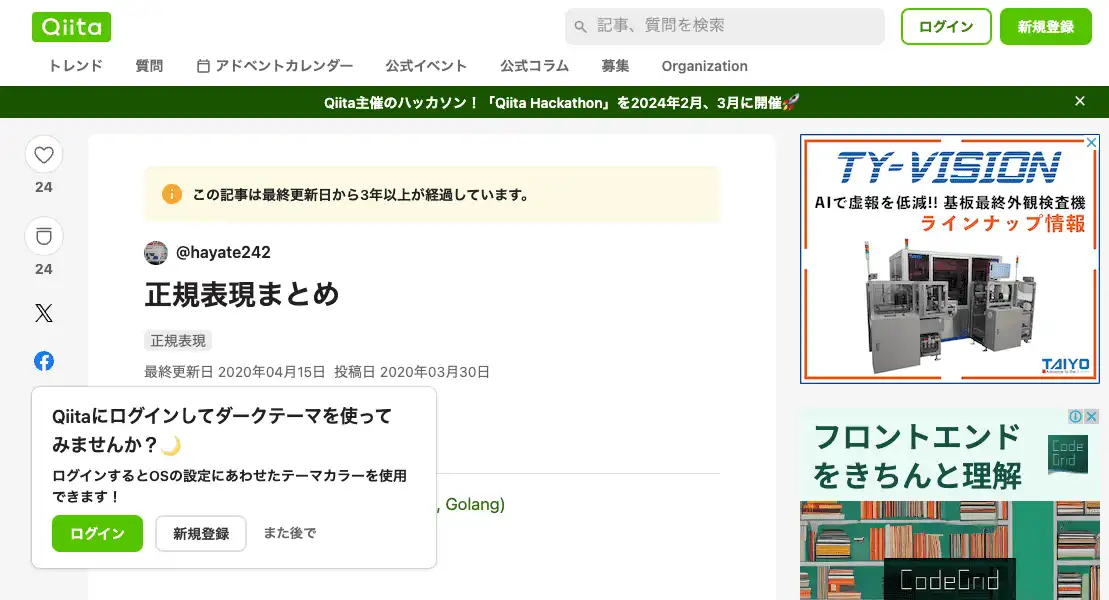 Qiita
記事、質問を検索
ログイン
新規登録
トレンド
質問
アドベントカレンダー
公式イベント
公式コラム
募集
Organization
Qiita主催のハッカソン！「Qiita Hackathon」を2024年2月、3月に開催🚀
24
24
この記事は最終更新日から3年以上が経過しています。
@hayate242
正規表現まとめ
正規表現
最終更新日 2020年04月15日 投稿日 2020年03月30日
Qiitaにログインしてダークテーマを使って
みませんか？🌙
ログインするとOSの設定にあわせたテーマカラーを使用
できます！
ログイン
新規登録
また後で
, Golang)
TY-VISION
AIで虚報を低減!! 基板最終外観検査機
ラインナップ情報
TAIYO
フロントエンド
をきちんと理解
Code
Grid
CodeGrid